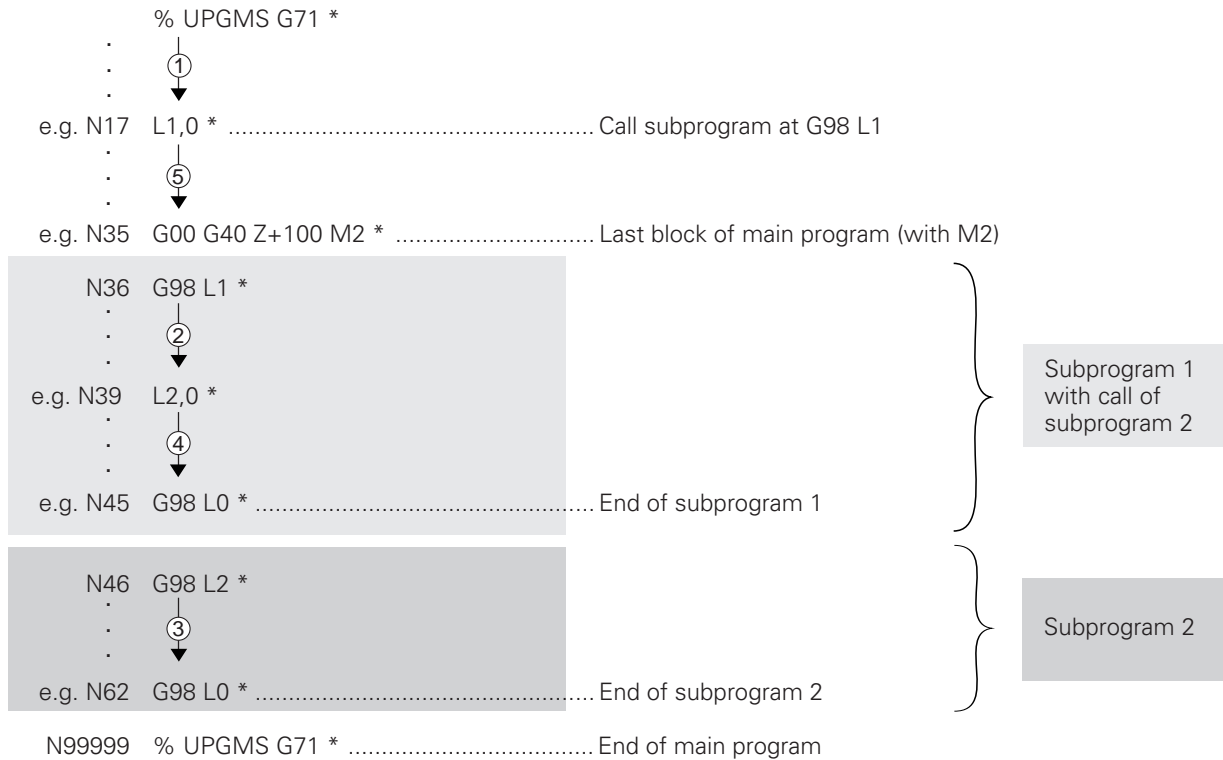 % UPGMS G71 *
.
. 1
.
e.g. N17 L1,0 * ....................................................... Call subprogram at G98 L1
.
. 5
.
e.g. N35 G00 G40 Z+100 M2 * .............................. Last block of main program (with M2)
N36 G98 L1 *
.
. 2
.
e.g. N39 L2,0 *
.
. 4
.
e.g. N45 G98 L0 * ................................................... End of subprogram 1
Subprogram 1
with call of
subprogram 2
N46 G98 L2 *
.
. 3
.
e.g. N62 G98 L0 * ................................................... End of subprogram 2
Subprogram 2
N99999 % UPGMS G71 * ..................................... End of main program